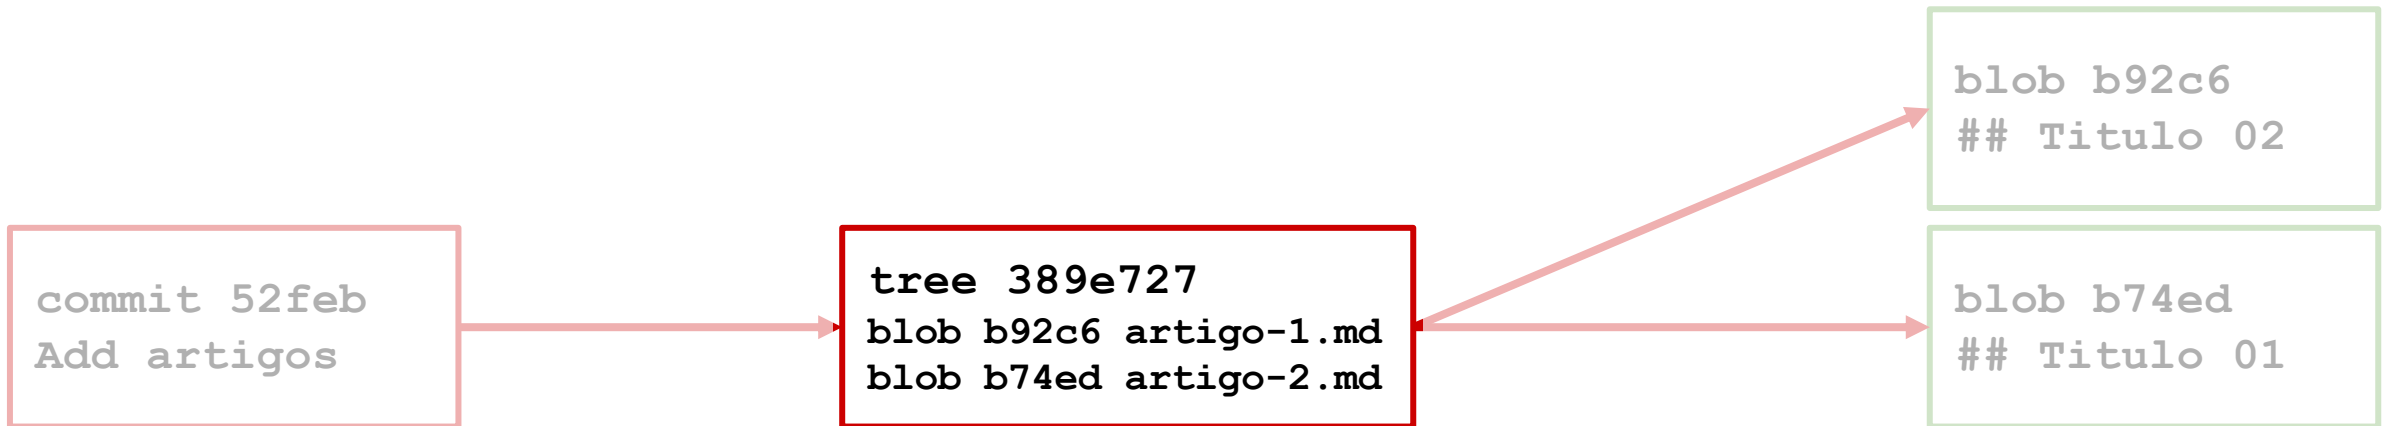 commit 52feb
Add artigos
tree 389e727
blob b92c6 artigo-1.md
blob b74ed artigo-2.md
blob b92c6
## Titulo 02
blob b74ed
## Titulo 01